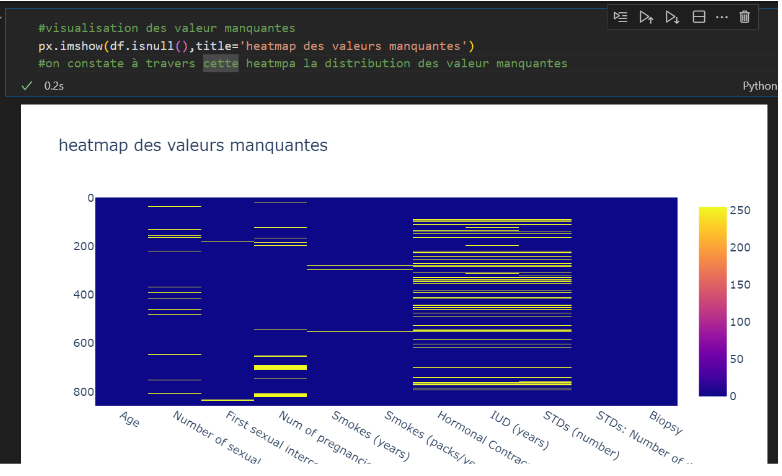 #visualisation des valeur manquantes
px.imshow(df.isnull(),title='heatmap des valeurs manquantes')
#on constate à travers cette heatmpa la distribution des valeur manquantes
0.2s
Python
heatmap des valeurs manquantes
0
200
400
600
800
250
200
150
100
50
0
Age
Number of sexual
First sexual interc
Num of pregnanci
Smokes (years)
Smokes (packs/ye
Hormonal Contrac
IUD (years)
STDs (number)
STDs: Number of
Biopsy